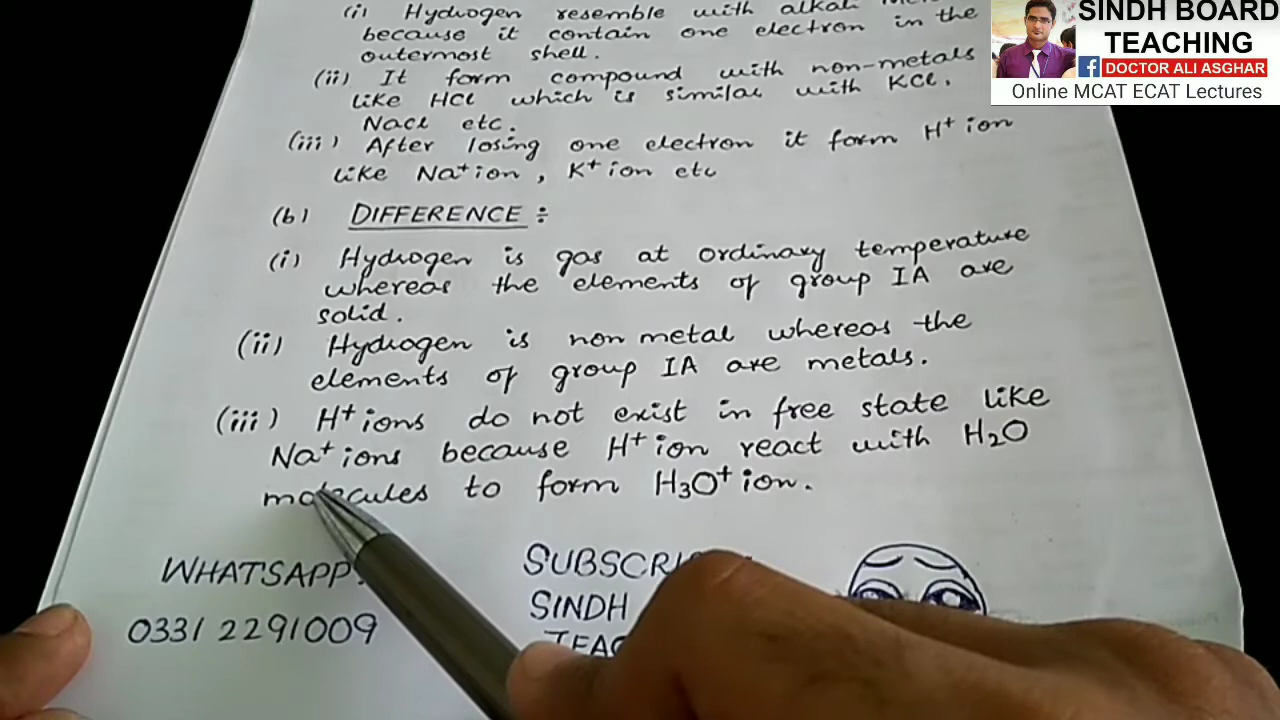 (i) Hydrogen resemble with alkali
because it contain one electron in the
outermost shell.
(ii) It form compound with non-metals
like HCl which is similar with KCl,
NaCl etc.
(iii) After losing one electron it form H+ ion
like Na+ ion, K+ ion etc
(b) DIFFERENCE :
(i) Hydrogen is gas at ordinary temperature
whereas the elements of group IA are
solid.
(ii) Hydrogen is non metal whereas the
elements of group IA are metals.
(iii) H+ ions do not exist in free state like
Na+ ions because H+ ion react with H2O
molecules to form H3O+ ion.
WHATSAPP:
0331 2291009
SINDH
SINDH BOARD
TEACHING
f DOCTOR ALI ASGHAR
Online MCAT ECAT Lectures